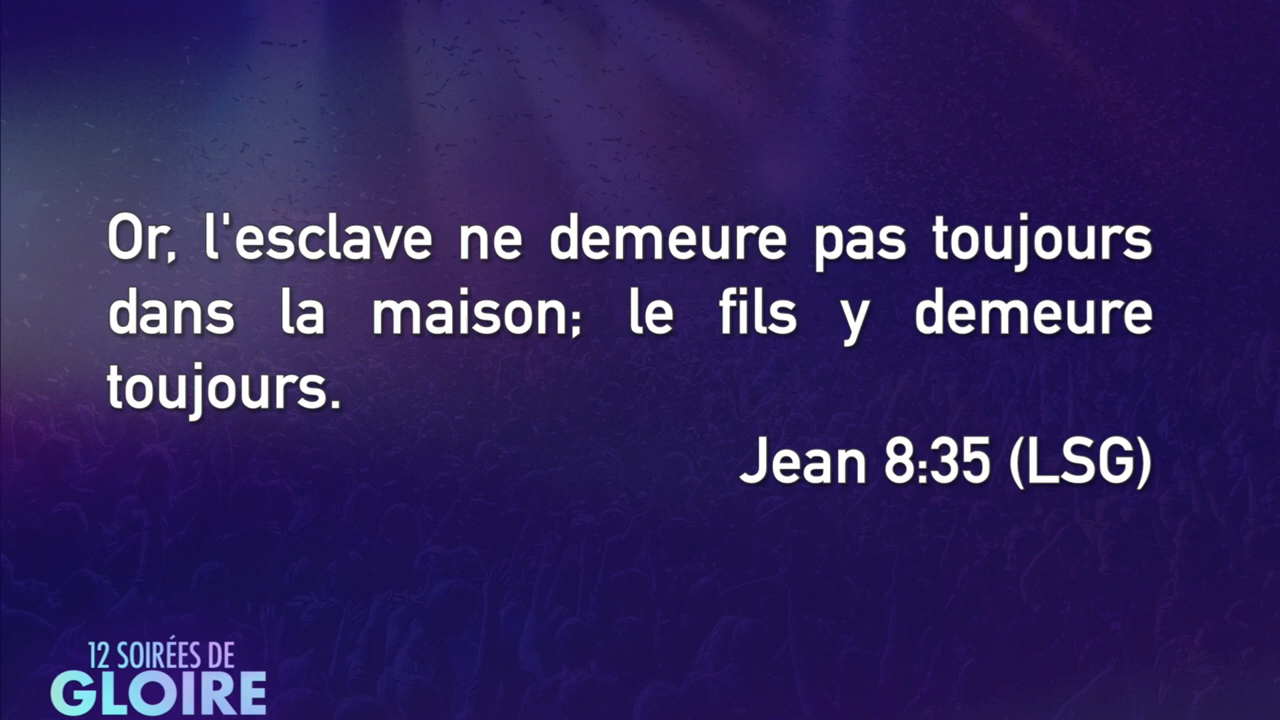 Or, l'esclave ne demeure pas toujours
dans la maison; le fils y demeure
toujours.
Jean 8:35 (LSG)
12 SOIRÉES DE
GLOIRE